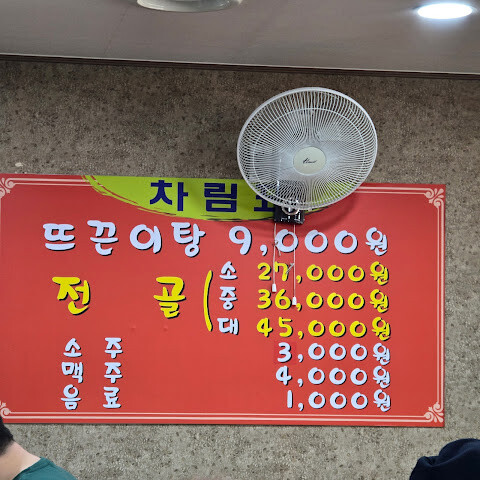 차림표
뜨끈이탕 9,000원
전 골 소 27,000원
중 36,000원
대 45,000원
소 주 3,000원
맥 주 4,000원
음 료 1,000원